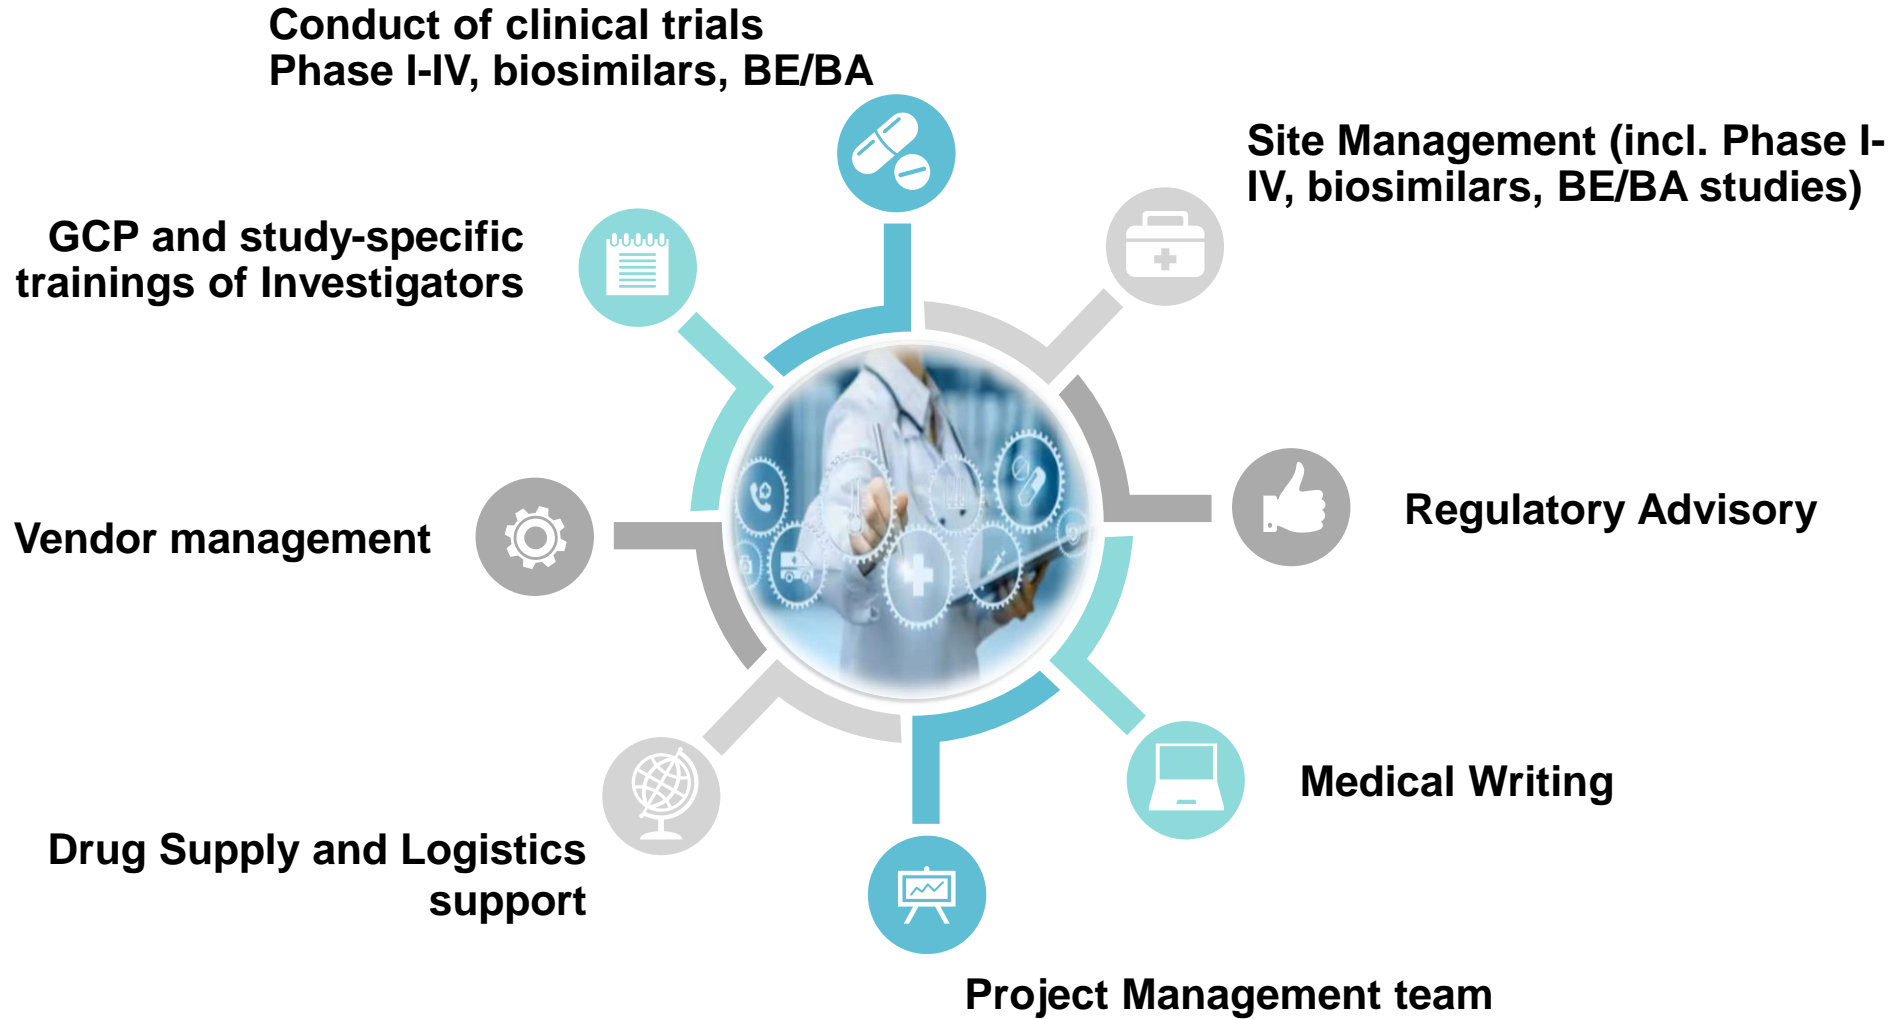 Conduct of clinical trials
Phase I-IV, biosimilars, BE/BA
Site Management (incl. Phase I-
IV, biosimilars, BE/BA studies)
GCP and study-specific
trainings of Investigators
Regulatory Advisory
Vendor management
Medical Writing
Drug Supply and Logistics
support
Project Management team